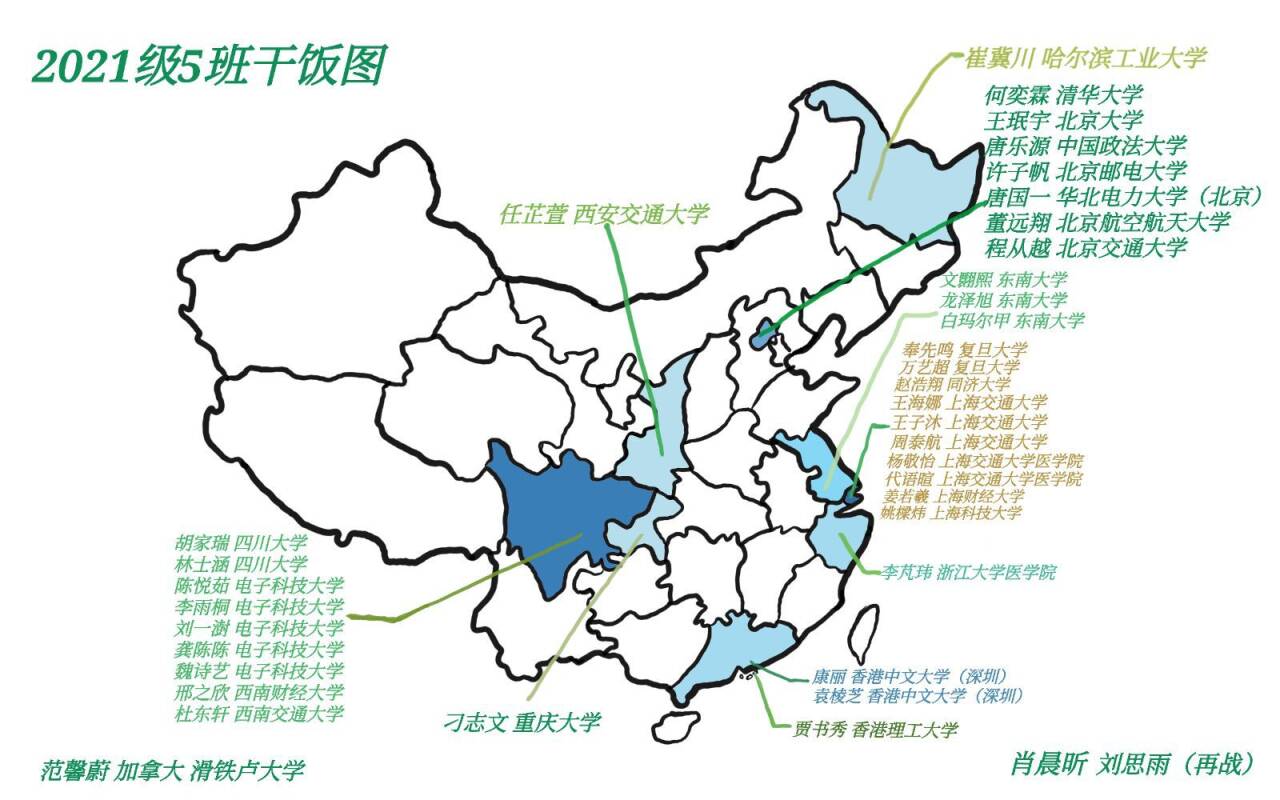 2021级5班干饭图
崔冀川 哈尔滨工业大学
何奕霖 清华大学
王珉宇 北京大学
唐乐源 中国政法大学
许子帆 北京邮电大学
唐国一 华北电力大学（北京）
董远翔 北京航空航天大学
程从越 北京交通大学
任芷萱 西安交通大学
文翾熙 东南大学
龙泽旭 东南大学
白玛尔甲 东南大学
奉先鸣 复旦大学
万艺超 复旦大学
赵浩翔 同济大学
王海娜 上海交通大学
王子沐 上海交通大学
周泰航 上海交通大学
杨敬怡 上海交通大学医学院
代语暄 上海交通大学医学院
姜若羲 上海财经大学
姚樑炜 上海科技大学
胡家瑞 四川大学
林士涵 四川大学
陈悦茹 电子科技大学
李雨桐 电子科技大学
刘一澍 电子科技大学
龚陈陈 电子科技大学
魏诗艺 电子科技大学
邢之欣 西南财经大学
杜东轩 西南交通大学
李芃玮 浙江大学医学院
康丽 香港中文大学（深圳）
袁棱芝 香港中文大学（深圳）
刁志文 重庆大学
贾书秀 香港理工大学
范馨蔚 加拿大 滑铁卢大学
肖晨昕 刘思雨（再战）